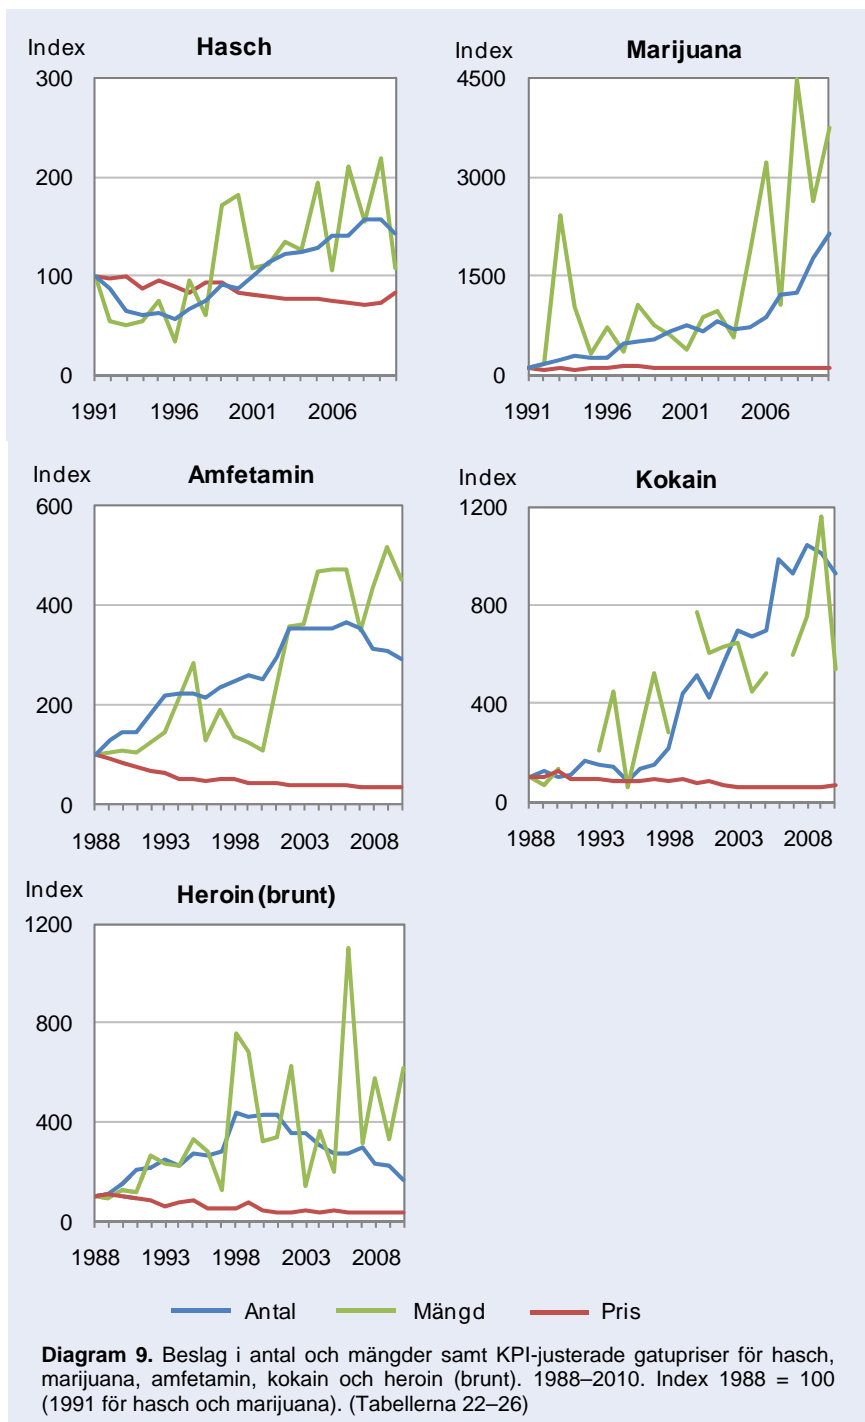 Index Hasch
300
200
100
0
1991 1996 2001 2006
Index Marijuana
4500
3000
1500
0
1991 1996 2001 2006
Index Amfetamin
600
400
200
0
1988 1993 1998 2003 2008
Index Kokain
1200
800
400
0
1988 1993 1998 2003 2008
Index Heroin (brunt)
1200
800
400
0
1988 1993 1998 2003 2008
Antal Mängd Pris
Diagram 9. Beslag i antal och mängder samt KPI-justerade gatupriser för hasch,
marijuana, amfetamin, kokain och heroin (brunt). 1988–2010. Index 1988 = 100
(1991 för hasch och marijuana). (Tabellerna 22–26)